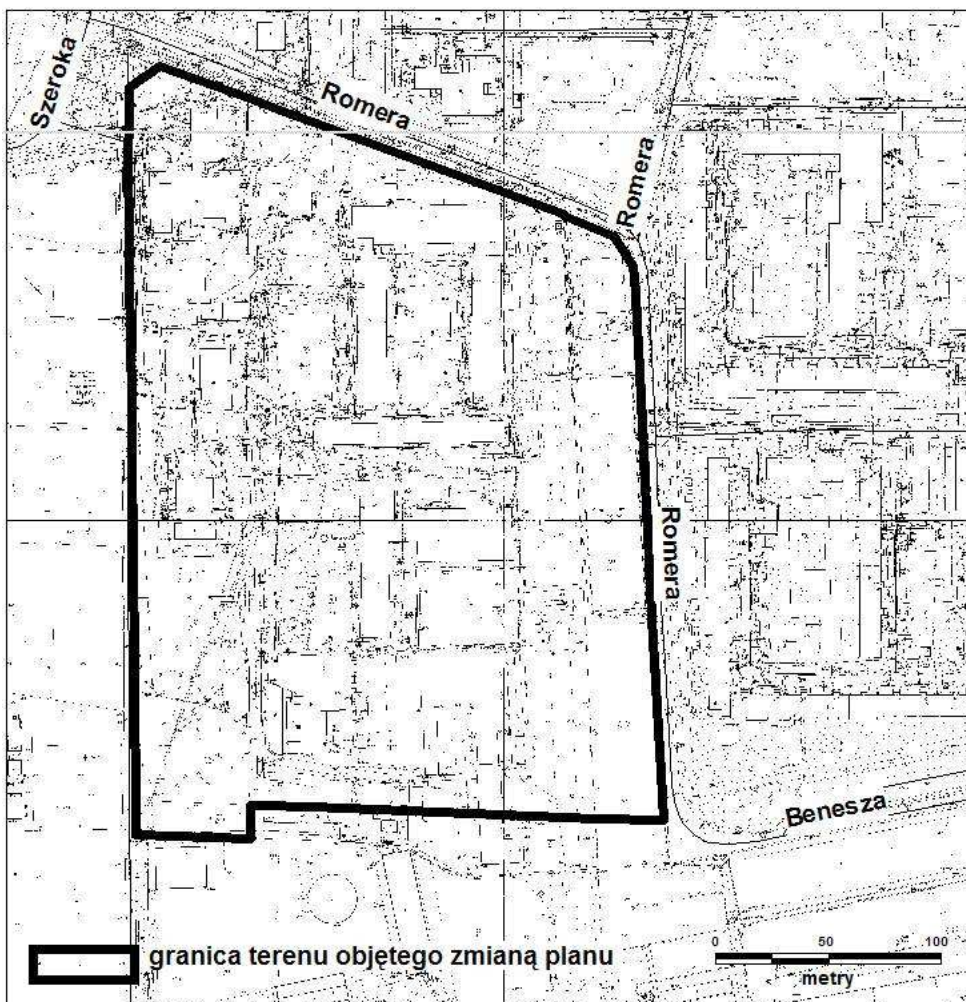 Szeroka
Romera
Romera
Romera
Benesza
granica terenu objętego zmianą planu
0 50 100
metry